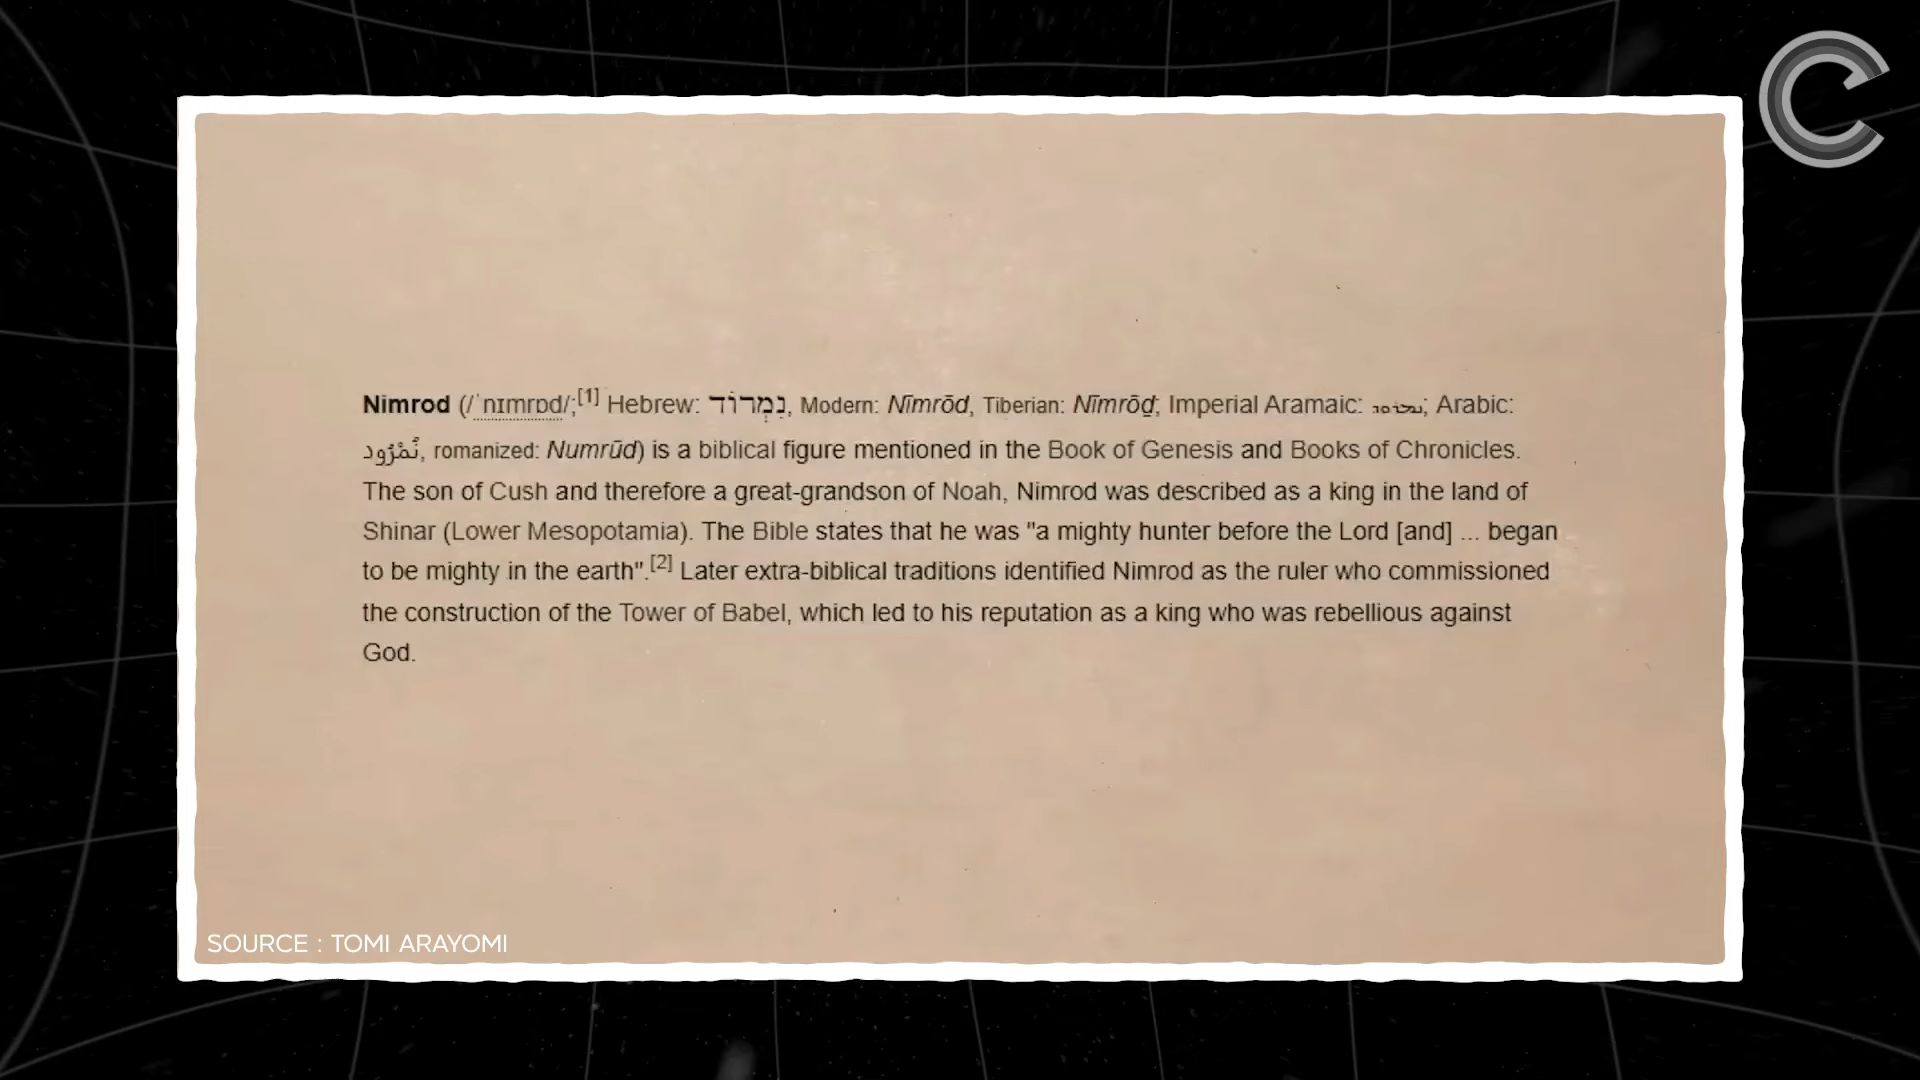 Nimrod (/ˈnɪmrɒd/;[1] Hebrew: נִמְרוֹד, Modern: Nīmrōd, Tiberian: Nīmrōḏ; Imperial Aramaic: ; Arabic:
نُمْرُود, romanized: Numrūd) is a biblical figure mentioned in the Book of Genesis and Books of Chronicles.
The son of Cush and therefore a great-grandson of Noah, Nimrod was described as a king in the land of
Shinar (Lower Mesopotamia). The Bible states that he was "a mighty hunter before the Lord [and] ... began
to be mighty in the earth".[2] Later extra-biblical traditions identified Nimrod as the ruler who commissioned
the construction of the Tower of Babel, which led to his reputation as a king who was rebellious against
God.
SOURCE : TOMI ARAYOMI